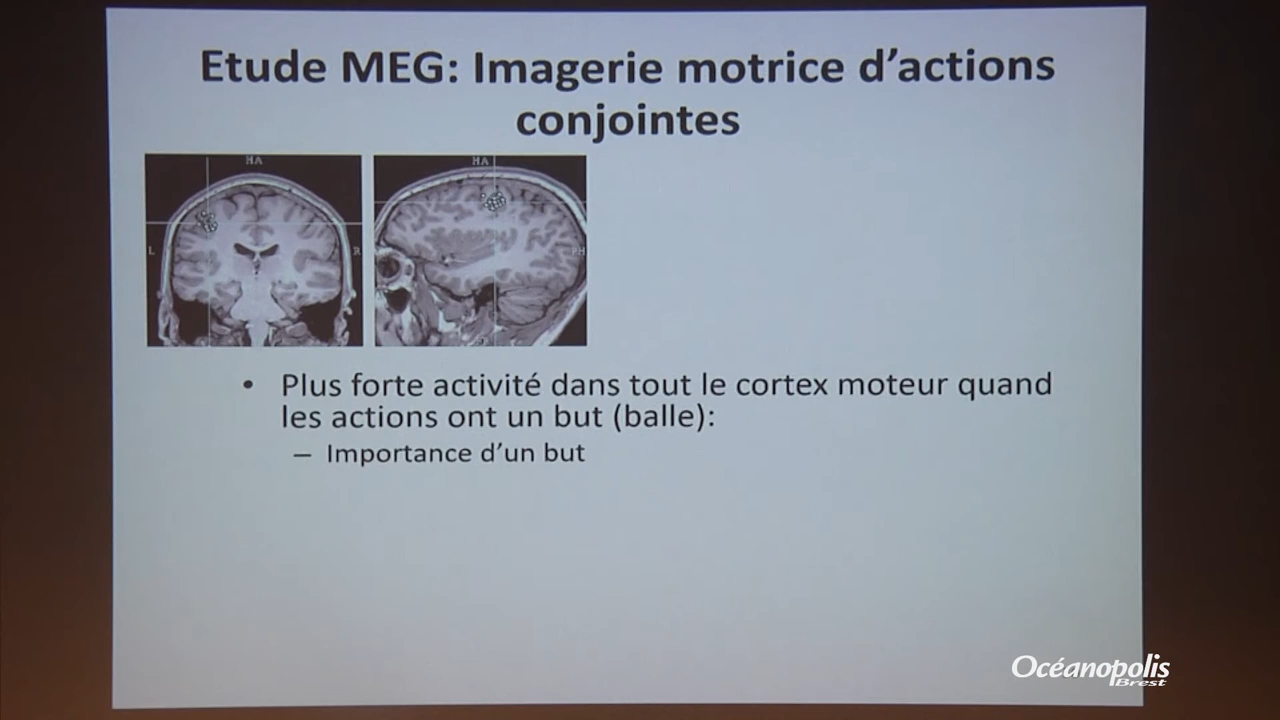 Etude MEG: Imagerie motrice d’actions
conjointes
HA
HA
L
R
PH
• Plus forte activité dans tout le cortex moteur quand
les actions ont un but (balle):
– Importance d’un but
Océanopolis
Brest